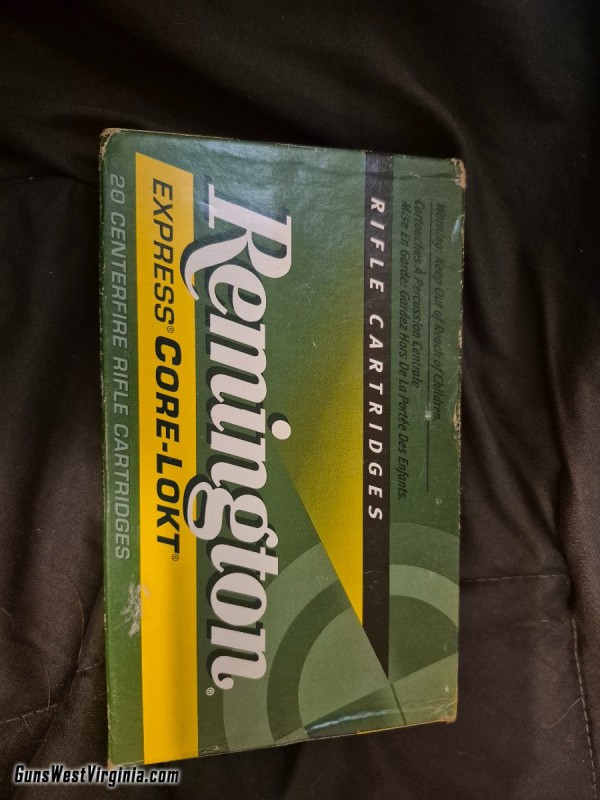 Warning: Keep Out of Reach of Children.
Cartouches À Percussion Centrale
Mise En Garde: Gardez Hors De La Portée Des Enfants.
RIFLE CARTRIDGES
Remington®
EXPRESS® CORE-LOKT®
20 CENTERFIRE RIFLE CARTRIDGES
GunsWestVirginia.com